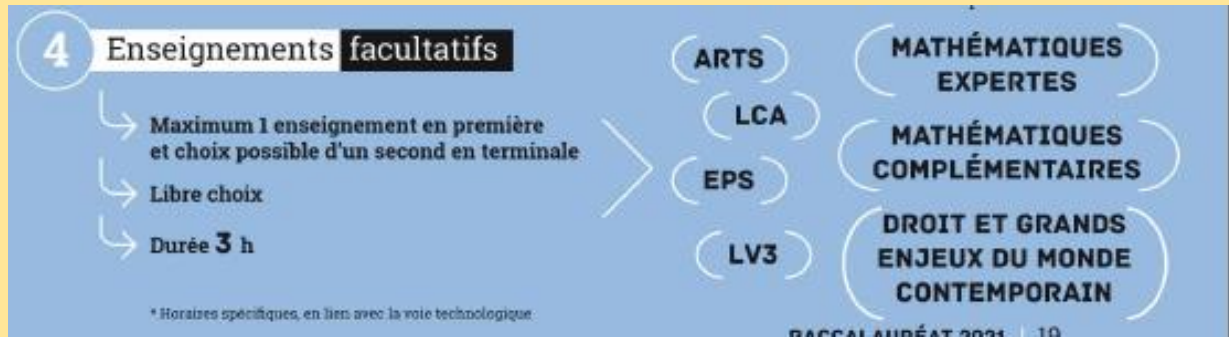 4
Enseignements facultatifs
Maximum 1 enseignement en première
et choix possible d'un second en terminale
Libre choix
Durée 3 h
* Horaires spécifiques, en lien avec la voie technologique
ARTS
LCA
EPS
LV3
MATHÉMATIQUES
EXPERTES
MATHÉMATIQUES
COMPLÉMENTAIRES
DROIT ET GRANDS
ENJEUX DU MONDE
CONTEMPORAIN
BACCALAURÉAT 2021 | 19